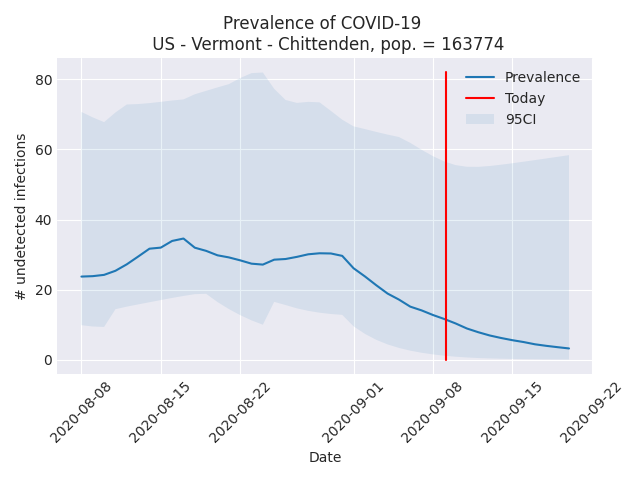 Prevalence of COVID-19
US - Vermont - Chittenden, pop. = 163774
80
60
40
20
0
# undetected infections
Prevalence
Today
95CI
2020-08-08
2020-08-15
2020-08-22
2020-09-01
2020-09-08
2020-09-15
2020-09-22
Date